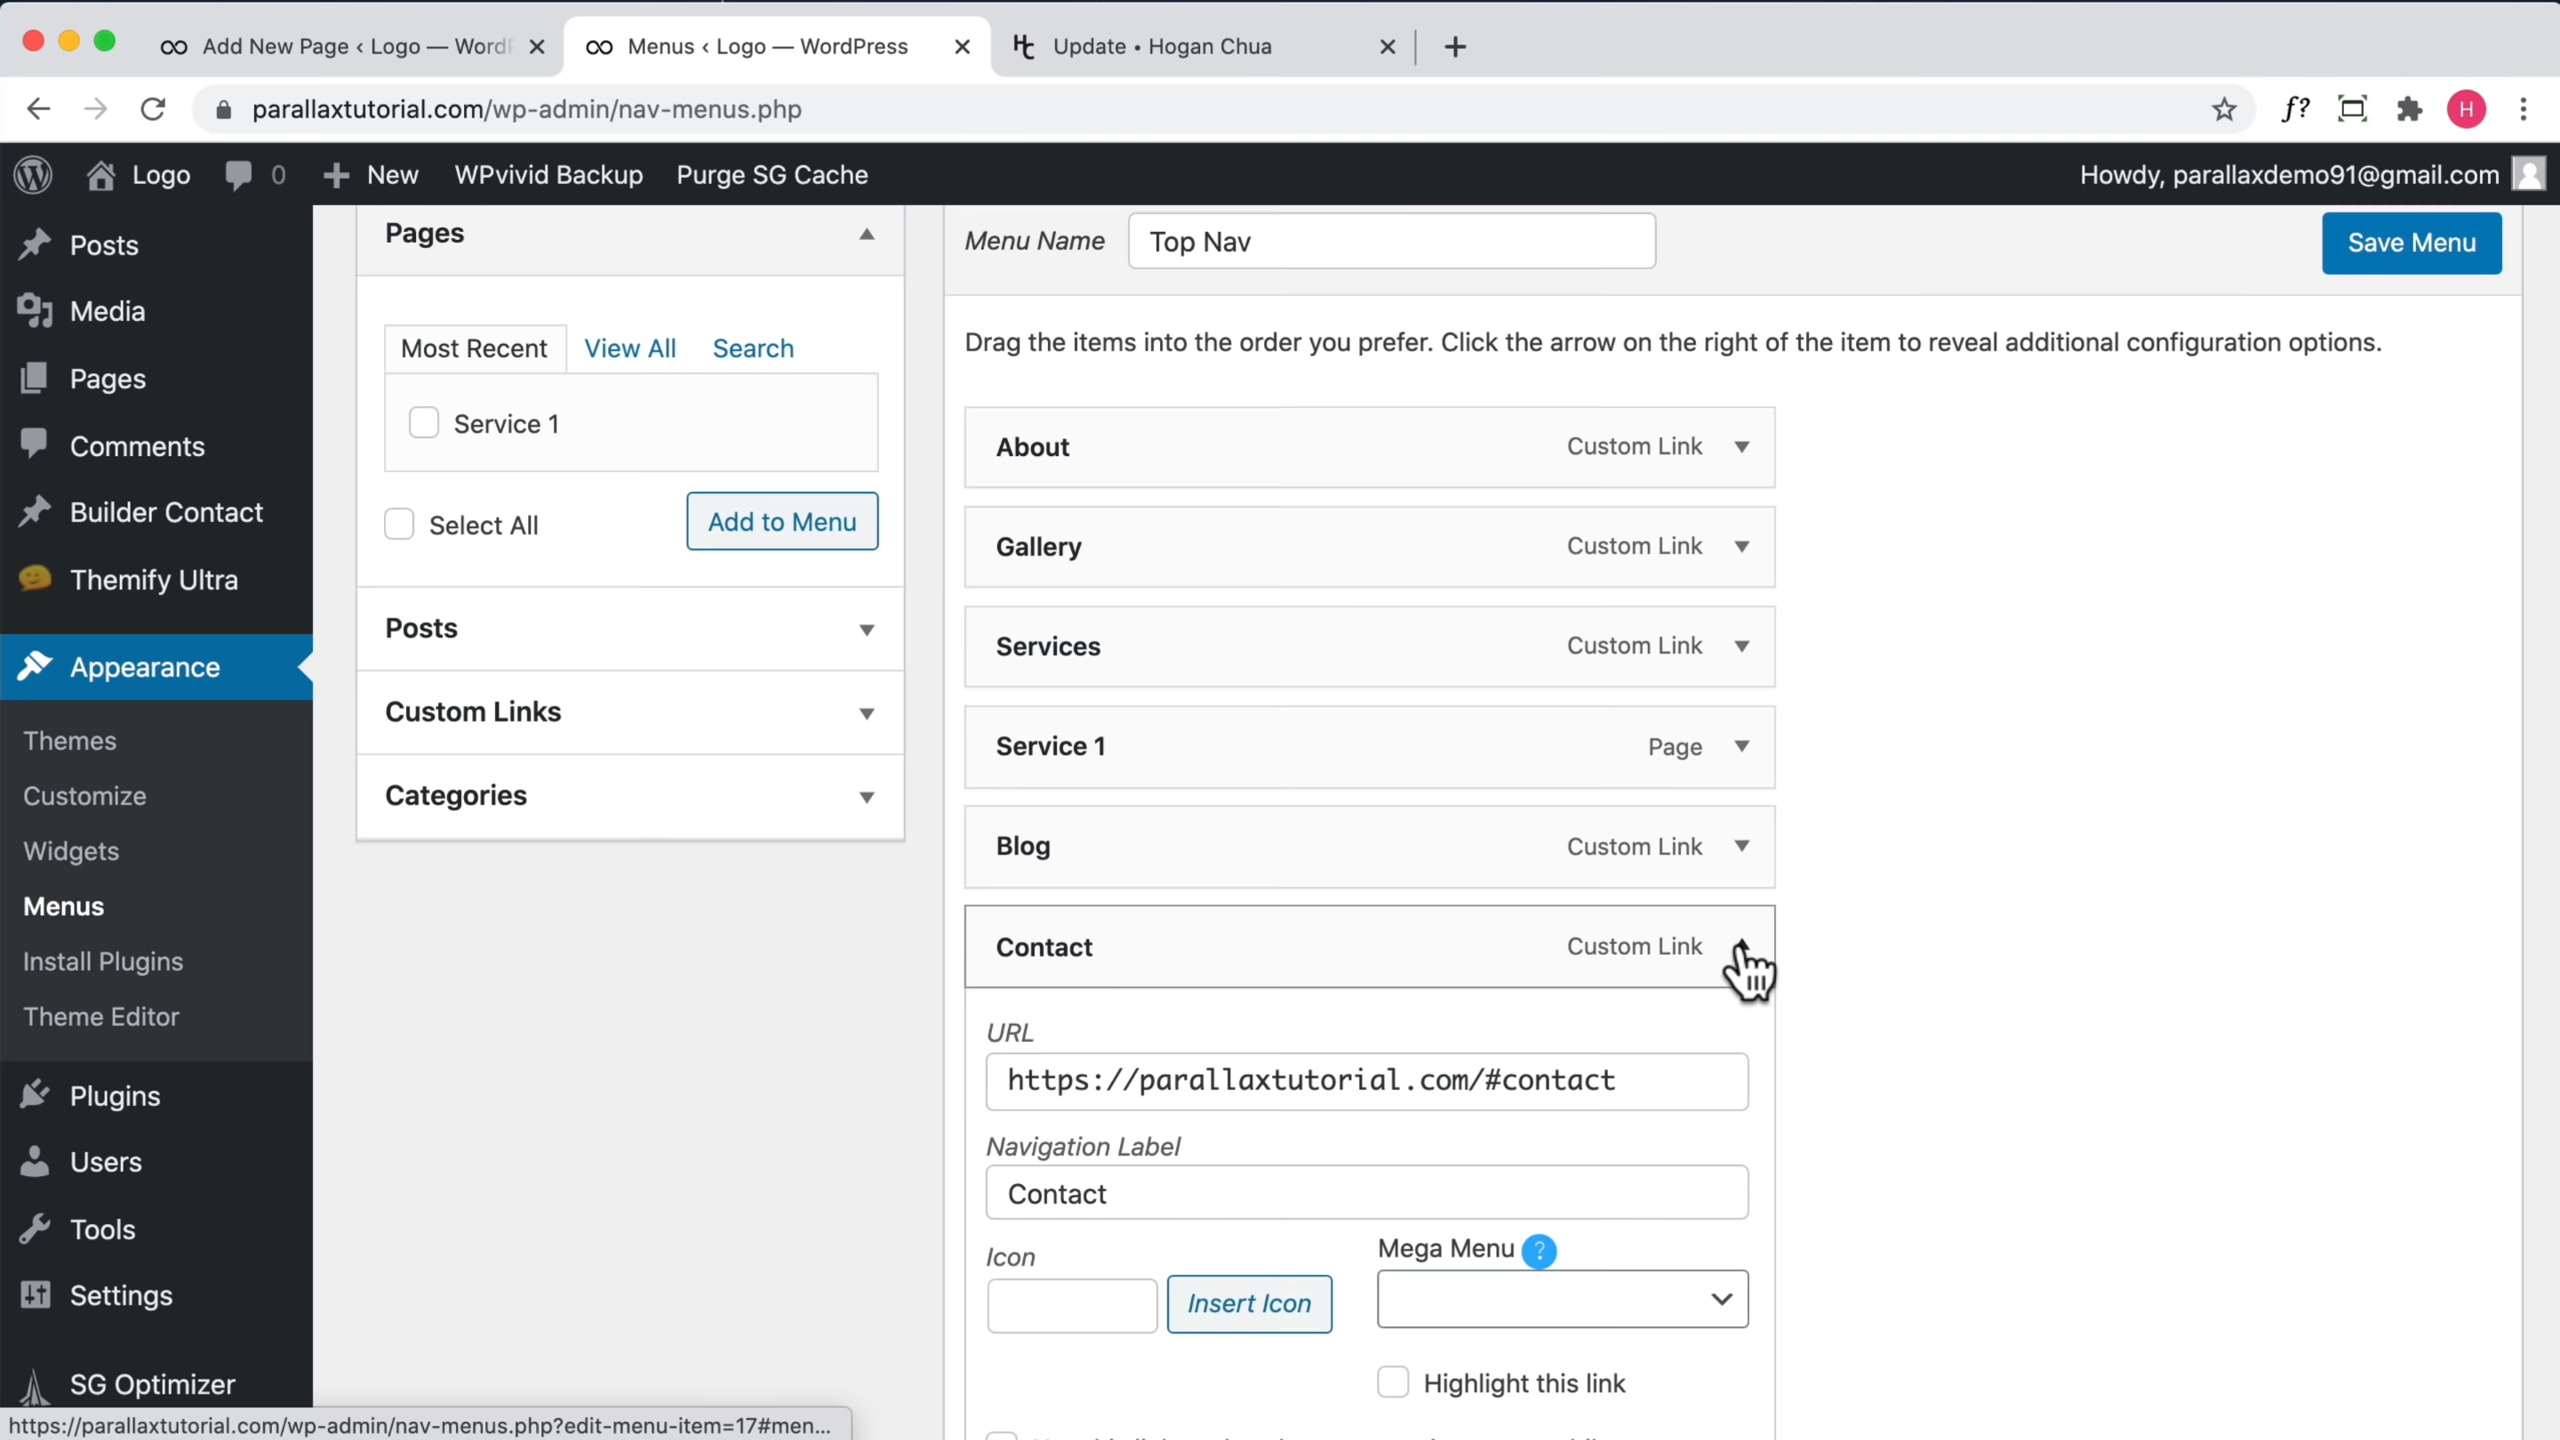 Add New Page ‹ Logo — WordP
Menus ‹ Logo — WordPress
Update • Hogan Chua
parallaxtutorial.com/wp-admin/nav-menus.php
f?
H
Logo
0
New
WPvivid Backup
Purge SG Cache
Howdy, parallaxdemo91@gmail.com
Posts
Media
Pages
Comments
Builder Contact
Themify Ultra
Appearance
Themes
Customize
Widgets
Menus
Install Plugins
Theme Editor
Plugins
Users
Tools
Settings
SG Optimizer
https://parallaxtutorial.com/wp-admin/nav-menus.php?edit-menu-item=17#men...
Pages
Most Recent
View All
Search
Service 1
Select All
Add to Menu
Posts
Custom Links
Categories
Menu Name
Top Nav
Save Menu
Drag the items into the order you prefer. Click the arrow on the right of the item to reveal additional configuration options.
About
Custom Link
Gallery
Custom Link
Services
Custom Link
Service 1
Page
Blog
Custom Link
Contact
Custom Link
URL
https://parallaxtutorial.com/#contact
Navigation Label
Contact
Icon
Insert Icon
Mega Menu ?
Highlight this link